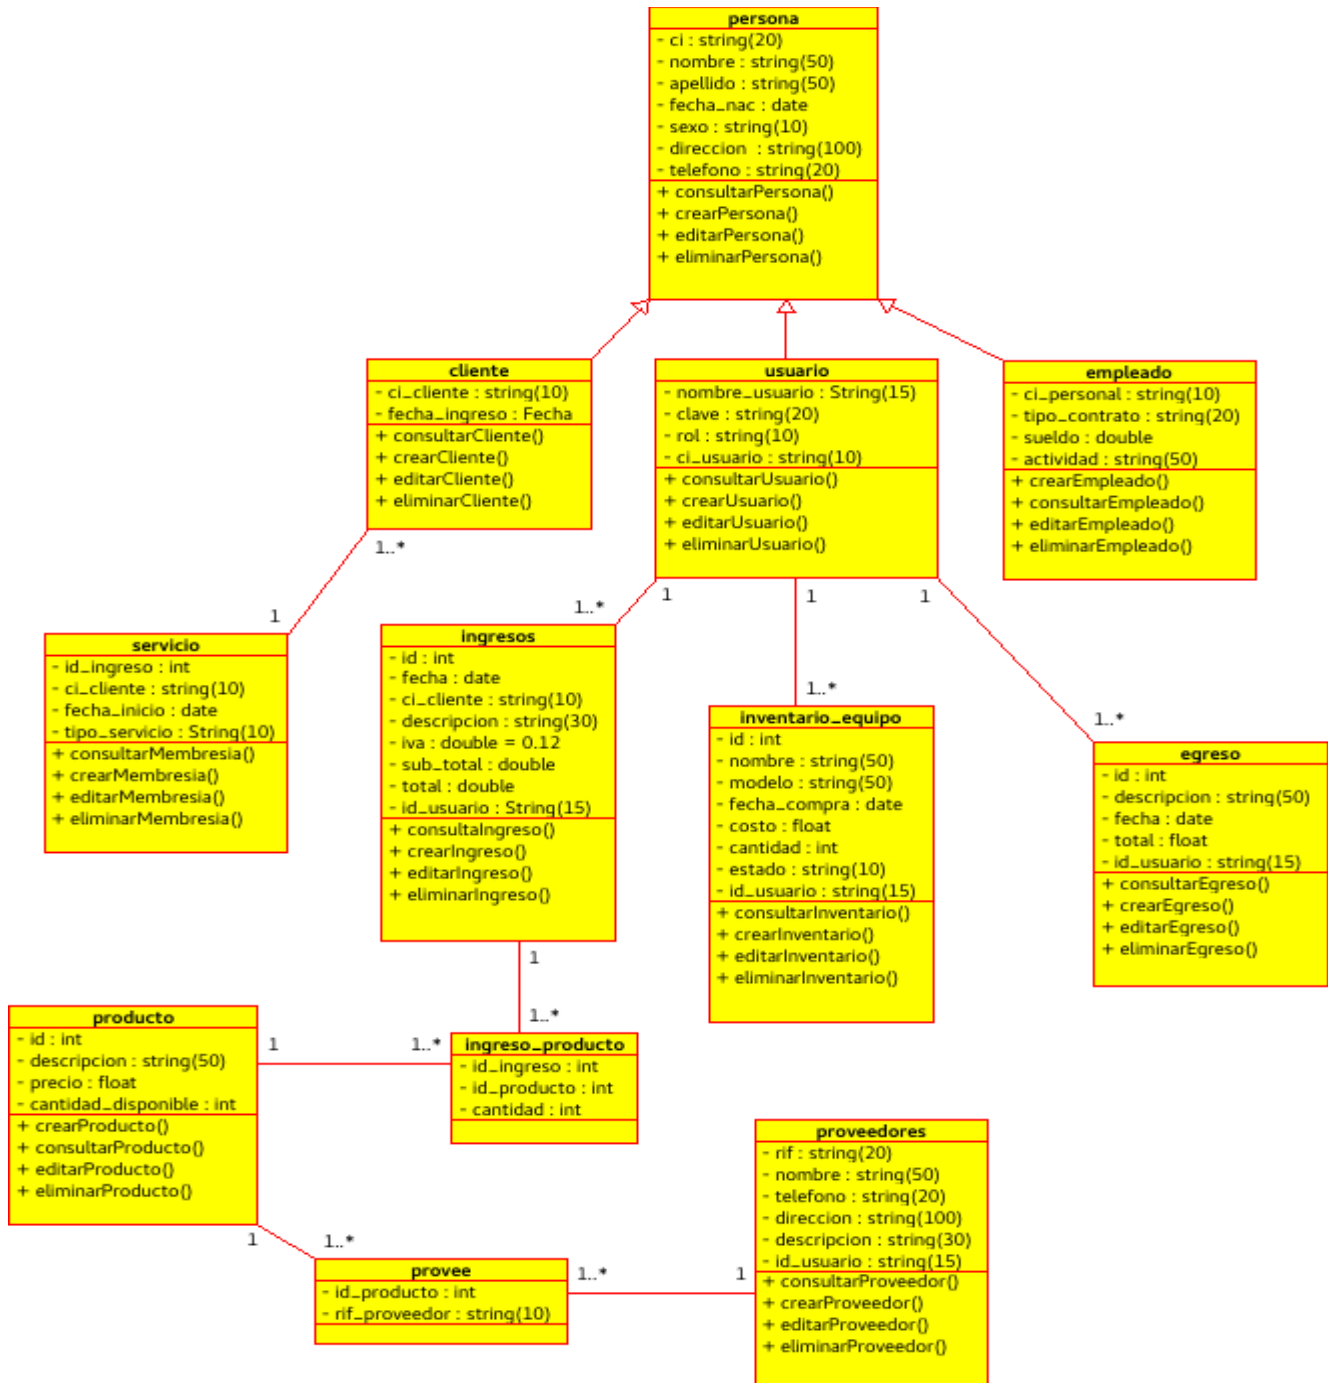 persona
- ci : string(20)
- nombre : string(50)
- apellido : string(50)
- fecha_nac : date
- sexo : string(10)
- direccion  : string(100)
- telefono : string(20)
+ consultarPersona()
+ crearPersona()
+ editarPersona()
+ eliminarPersona()
cliente
- ci_cliente : string(10)
- fecha_ingreso : Fecha
+ consultarCliente()
+ crearCliente()
+ editarCliente()
+ eliminarCliente()
usuario
- nombre_usuario : String(15)
- clave : string(20)
- rol : string(10)
- ci_usuario : string(10)
+ consultarUsuario()
+ crearUsuario()
+ editarUsuario()
+ eliminarUsuario()
empleado
- ci_personal : string(10)
- tipo_contrato : string(20)
- sueldo : double
- actividad : string(50)
+ crearEmpleado()
+ consultarEmpleado()
+ editarEmpleado()
+ eliminarEmpleado()
1..*
1
1..*
1
1
1
1..*
1..*
servicio
- id_ingreso : int
- ci_cliente : string(10)
- fecha_inicio : date
- tipo_servicio : String(10)
+ consultarMembresia()
+ crearMembresia()
+ editarMembresia()
+ eliminarMembresia()
ingresos
- id : int
- fecha : date
- ci_cliente : string(10)
- descripcion : string(30)
- iva : double = 0.12
- sub_total : double
- total : double
- id_usuario : String(15)
+ consultaIngreso()
+ crearIngreso()
+ editarIngreso()
+ eliminarIngreso()
inventario_equipo
- id : int
- nombre : string(50)
- modelo : string(50)
- fecha_compra : date
- costo : float
- cantidad : int
- estado : string(10)
- id_usuario : string(15)
+ consultarInventario()
+ crearInventario()
+ editarInventario()
+ eliminarInventario()
egreso
- id : int
- descripcion : string(50)
- fecha : date
- total : float
- id_usuario : string(15)
+ consultarEgreso()
+ crearEgreso()
+ editarEgreso()
+ eliminarEgreso()
1
1..*
producto
- id : int
- descripcion : string(50)
- precio : float
- cantidad_disponible : int
+ crearProducto()
+ consultarProducto()
+ editarProducto()
+ eliminarProducto()
1
1..*
ingreso_producto
- id_ingreso : int
- id_producto : int
- cantidad : int
1
1..*
provee
- id_producto : int
- rif_proveedor : string(10)
1..*
1
proveedores
- rif : string(20)
- nombre : string(50)
- telefono : string(20)
- direccion : string(100)
- descripcion : string(30)
- id_usuario : string(15)
+ consultarProveedor()
+ crearProveedor()
+ editarProveedor()
+ eliminarProveedor()